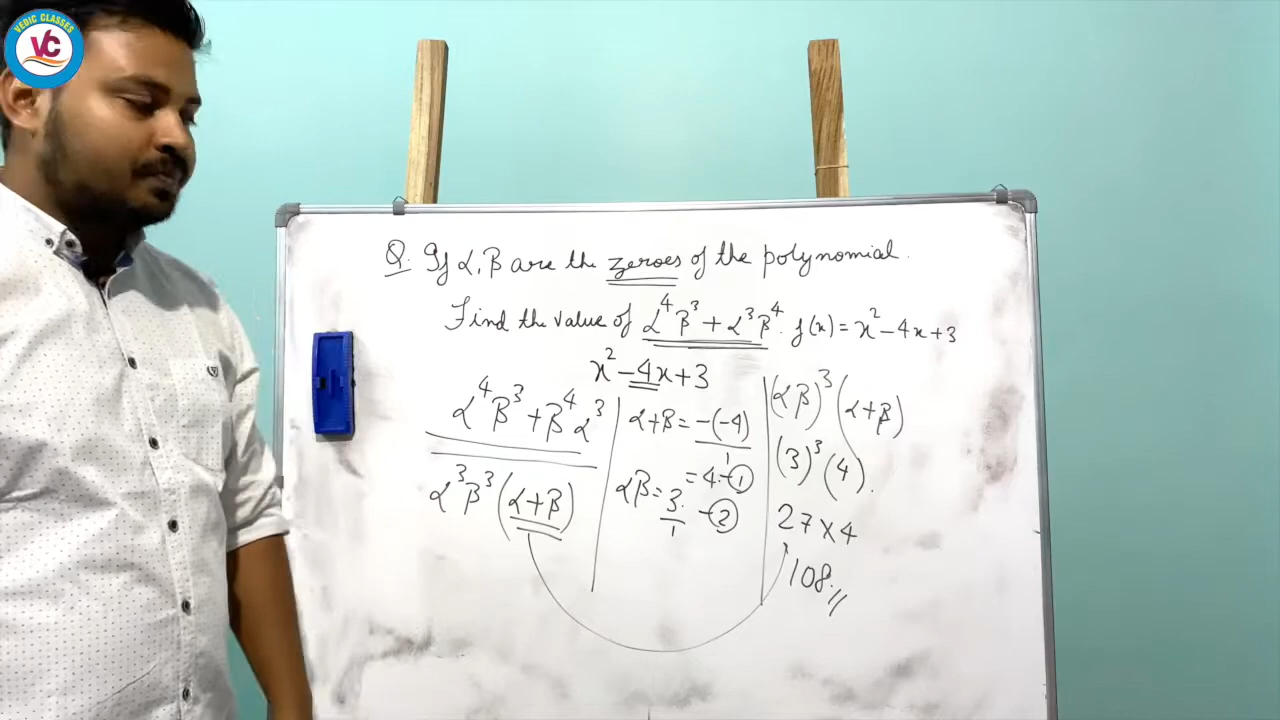 VEDIC CLASSES
VC
Q. If α, β are the zeroes of the polynomial.
Find the value of α⁴β³ + α³β⁴. f(x) = x² - 4x + 3
x² - 4x + 3
α⁴β³ + β⁴α³
α³β³ (α+β)
α+β = -(-4)/1
= 4 - ①
αβ = 3/1 - ②
(αβ)³ (α+β)
(3)³ (4).
27 × 4
108 //